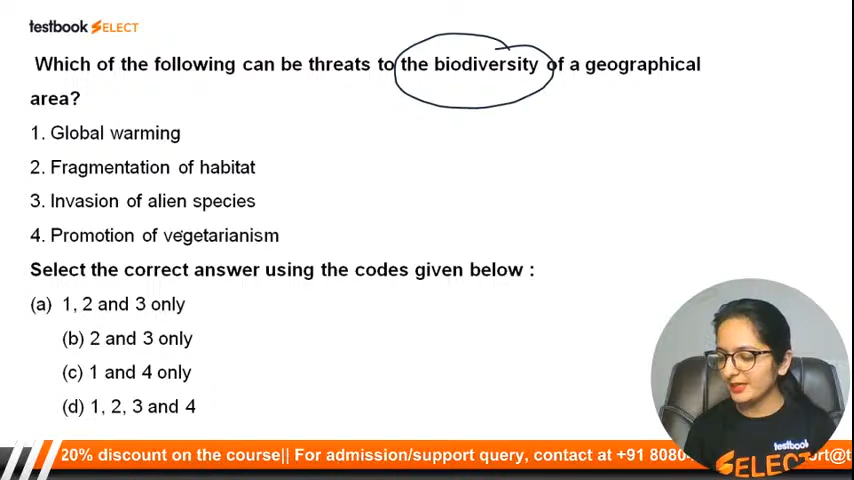 testbook SELECT
Which of the following can be threats to the biodiversity of a geographical
area?
1. Global warming
2. Fragmentation of habitat
3. Invasion of alien species
4. Promotion of vegetarianism
Select the correct answer using the codes given below :
(a) 1, 2 and 3 only
(b) 2 and 3 only
(c) 1 and 4 only
(d) 1, 2, 3 and 4
testbook
SELECT
20% discount on the course|| For admission/support query, contact at +91 8080